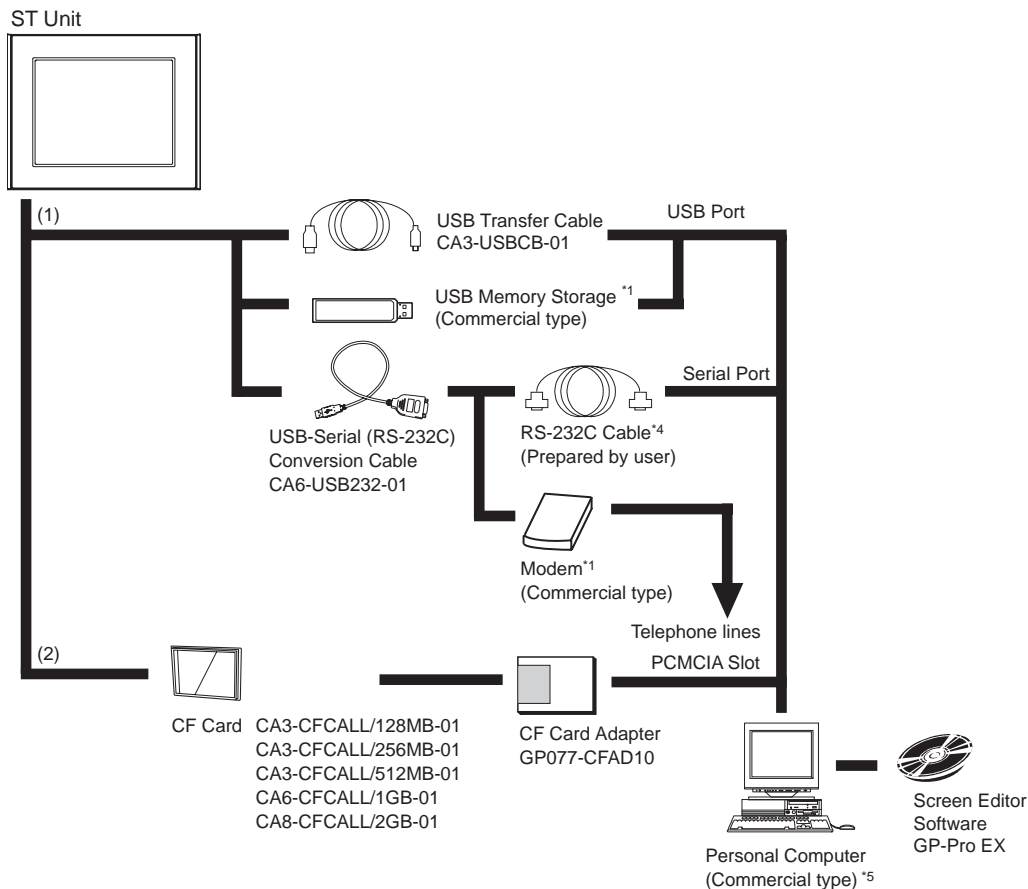 ST Unit
(1)
USB Transfer Cable
CA3-USBCB-01
USB Port
USB Memory Storage *1
(Commercial type)
USB-Serial (RS-232C)
Conversion Cable
CA6-USB232-01
Serial Port
RS-232C Cable*4
(Prepared by user)
Modem*1
(Commercial type)
Telephone lines
(2)
PCMCIA Slot
CF Card
CA3-CFCALL/128MB-01
CA3-CFCALL/256MB-01
CA3-CFCALL/512MB-01
CA6-CFCALL/1GB-01
CA8-CFCALL/2GB-01
CF Card Adapter
GP077-CFAD10
Personal Computer
(Commercial type) *5
Screen Editor
Software
GP-Pro EX